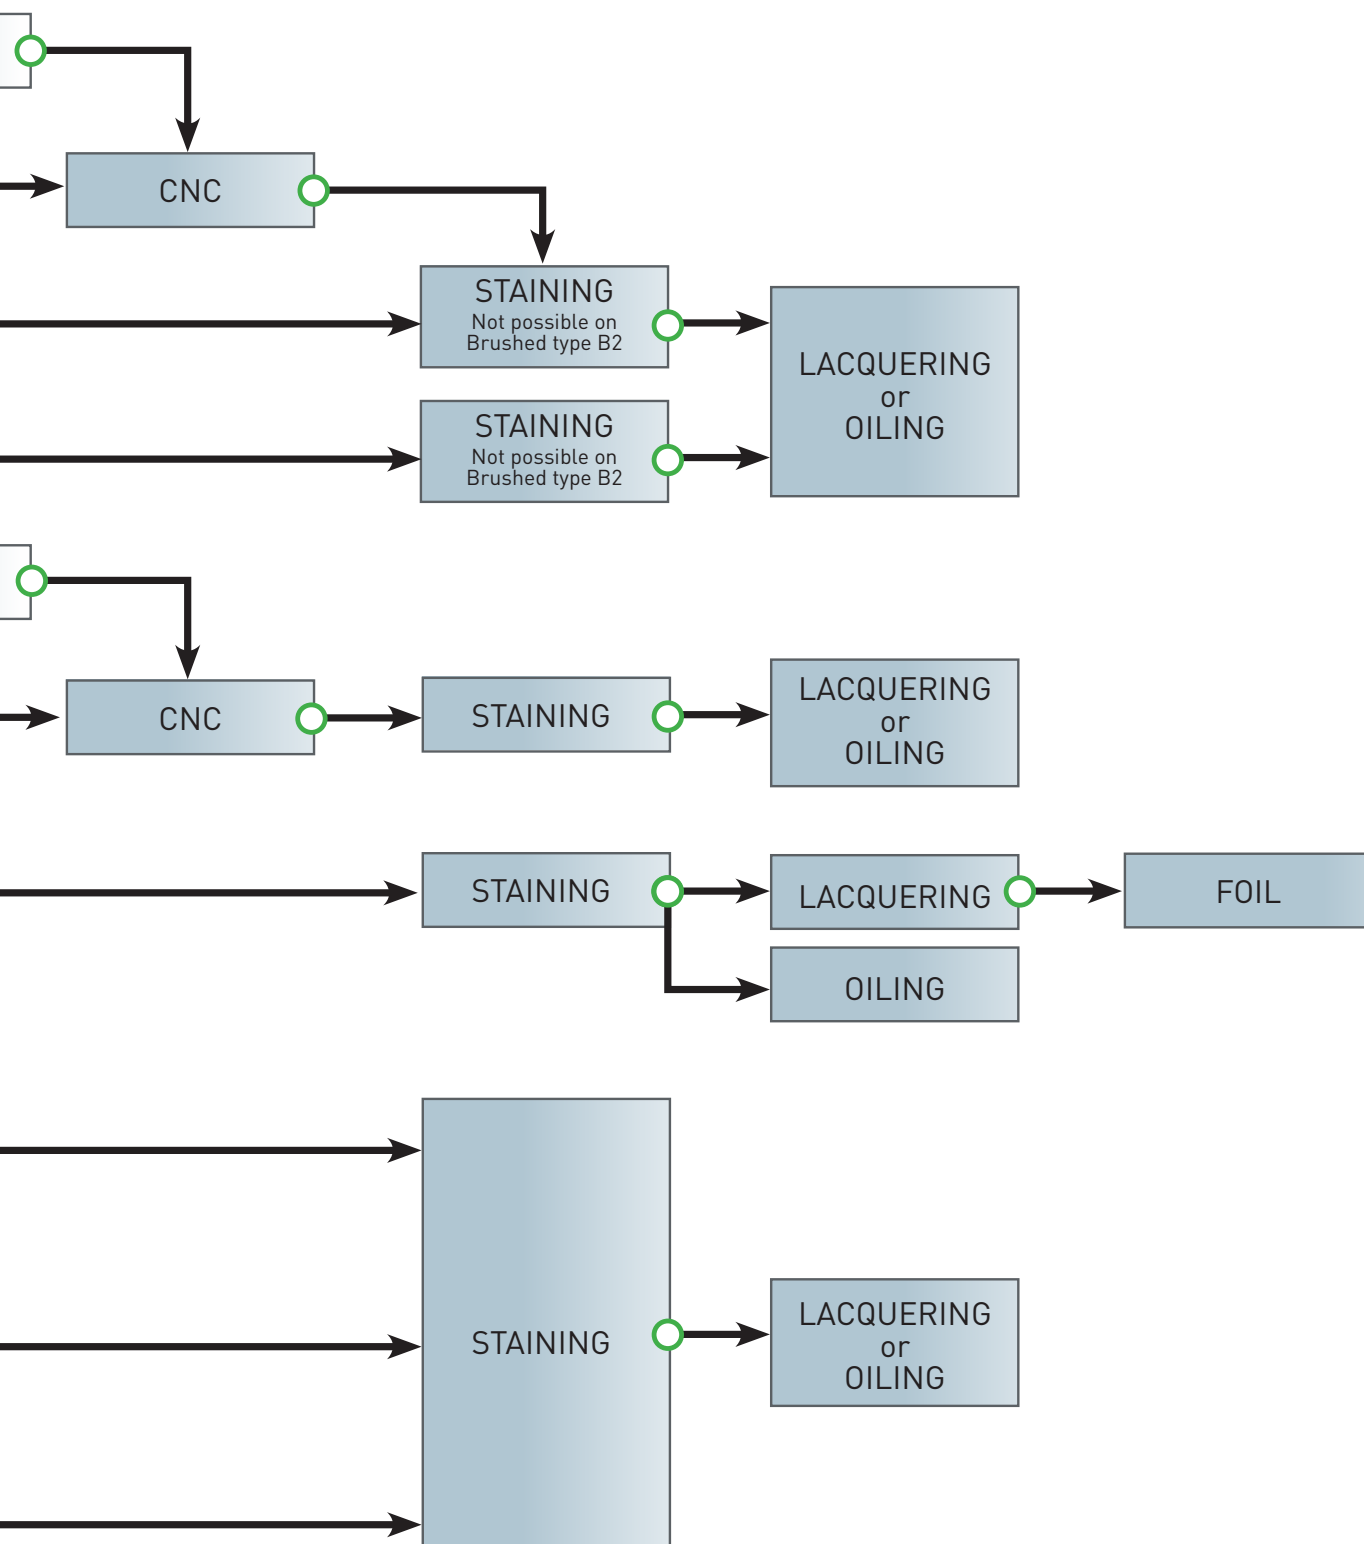 CNC
STAINING
Not possible on
Brushed type B2
LACQUERING
or
OILING
STAINING
Not possible on
Brushed type B2
CNC
STAINING
LACQUERING
or
OILING
STAINING
LACQUERING
FOIL
OILING
STAINING
LACQUERING
or
OILING